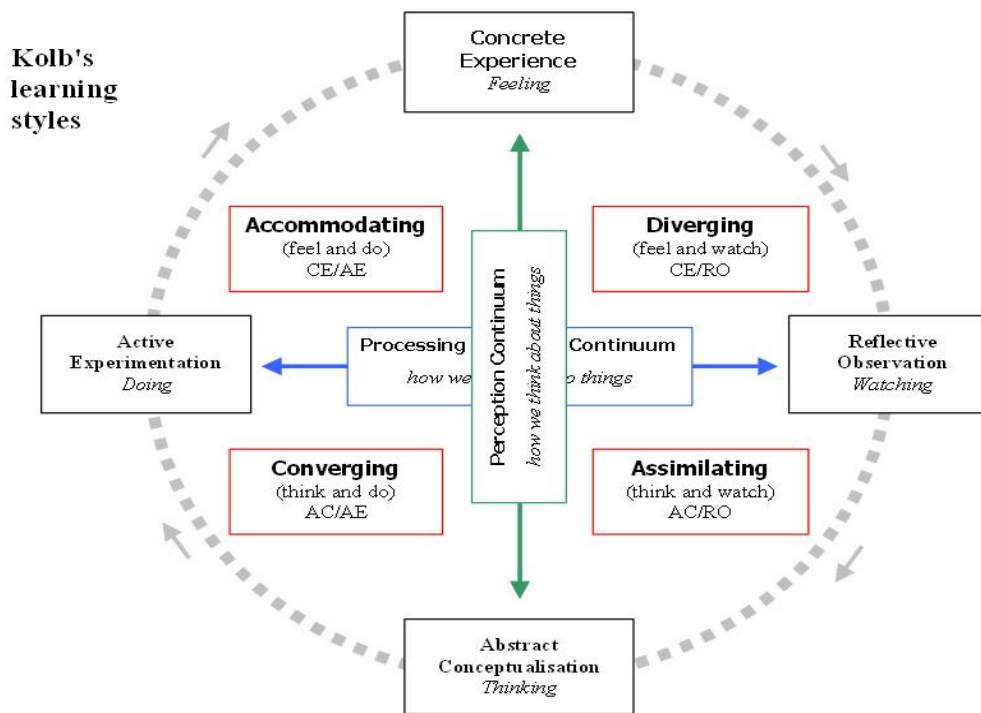 Kolb's
learning
styles
Concrete
Experience
Feeling
Accommodating
(feel and do)
CE/AE
Diverging
(feel and watch)
CE/RO
Perception Continuum
how we think about things
Active
Experimentation
Doing
Processing Continuum
how we things
Reflective
Observation
Watching
Converging
(think and do)
AC/AE
Assimilating
(think and watch)
AC/RO
Abstract
Conceptualisation
Thinking